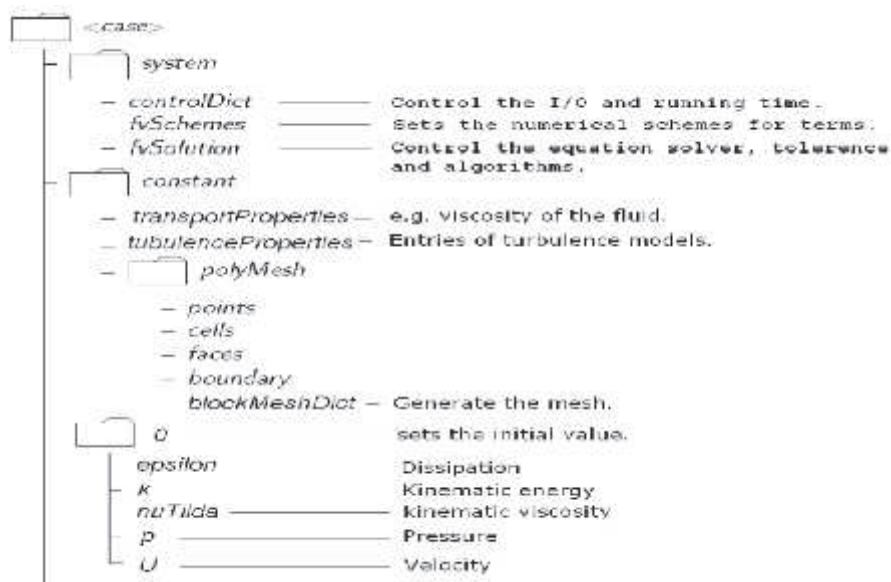 <case>
system
controlDict Control the I/O and running time.
fvSchemes Sets the numerical schemes for terms.
fvSolution Control the equation solver, tolerence
and algorithms.
constant
transportProperties e.g. viscosity of the fluid.
tubulenceProperties Entries of turbulence models.
polyMesh
points
cells
faces
boundary
blockMeshDict Generate the mesh.
0 sets the initial value.
epsilon Dissipation
k Kinematic energy
nuTilda kinematic viscosity
p Pressure
U Velocity